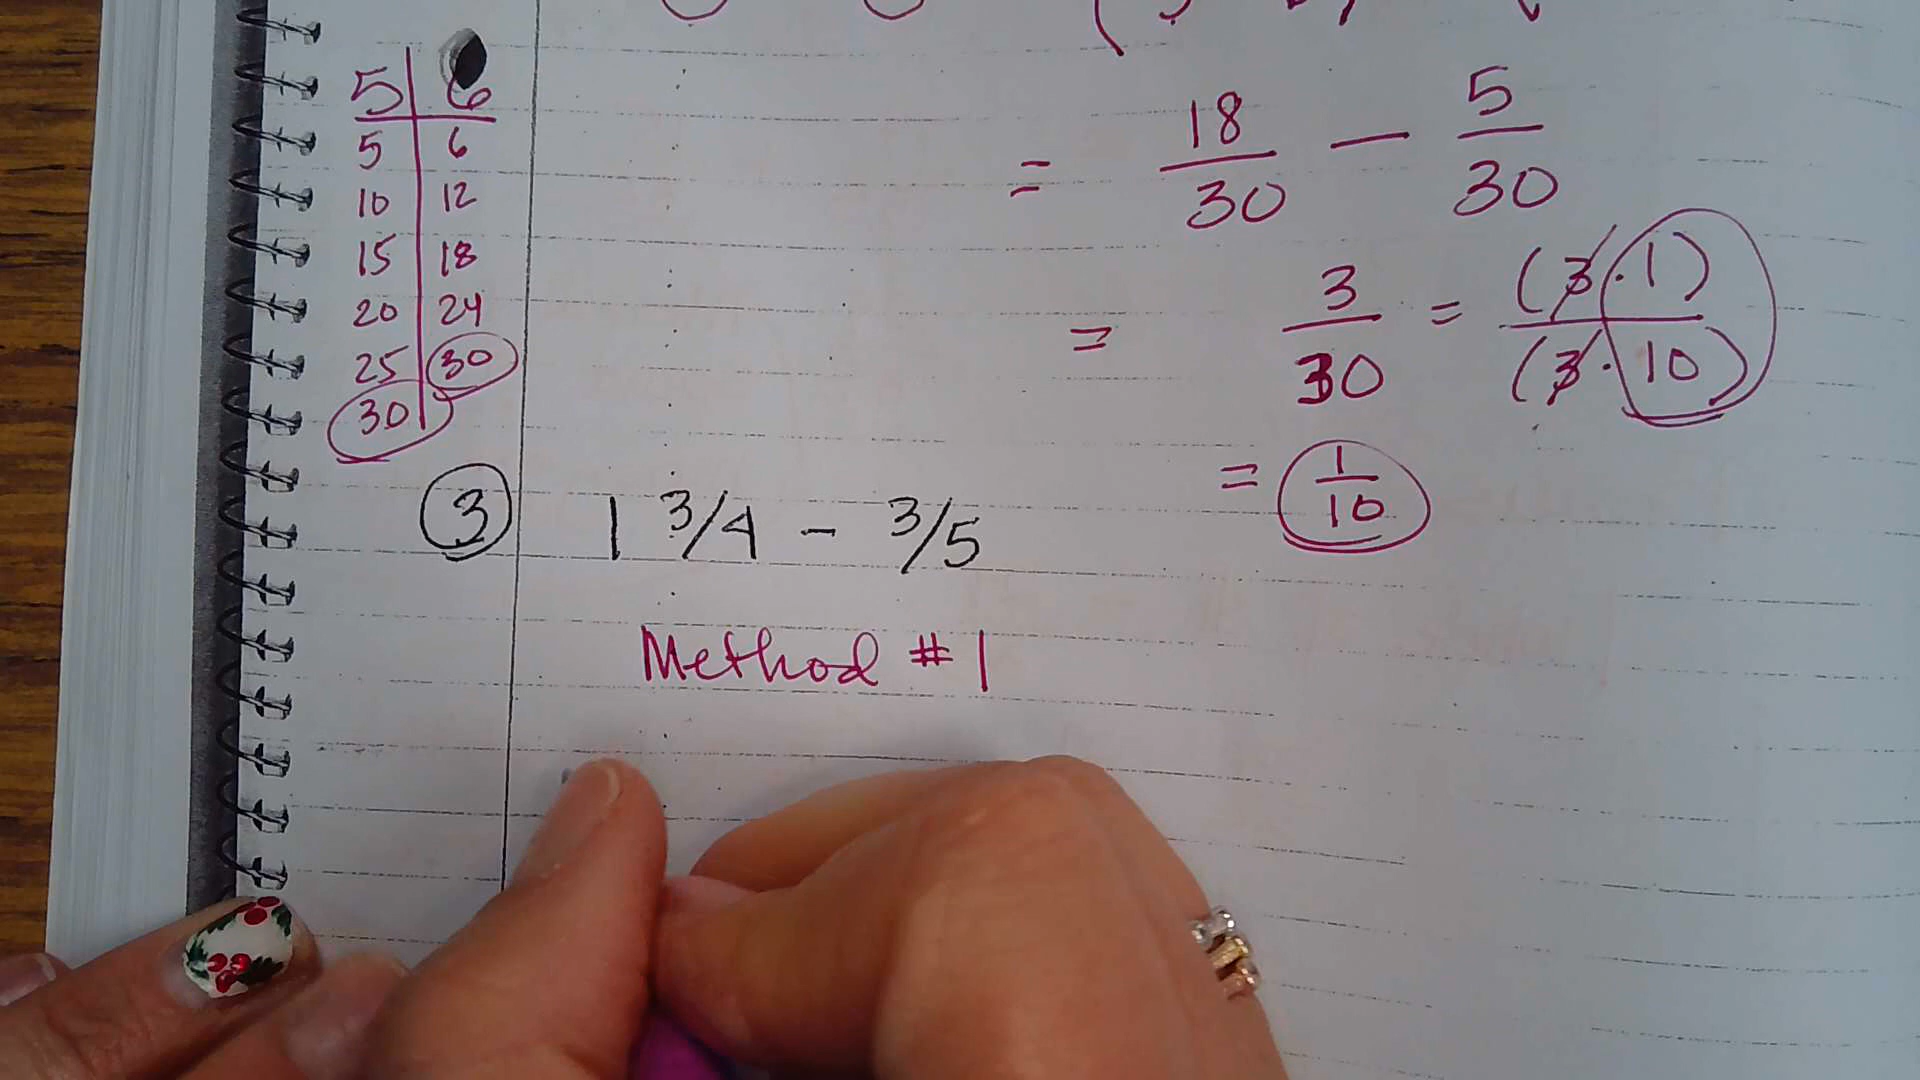 5 6
5 6
10 12
15 18
20 24
25 30
30
= 18/30 − 5/30
= 3/30 = (3·1)/(3·10)
= 1/10
3 1 3/4 - 3/5
Method #1